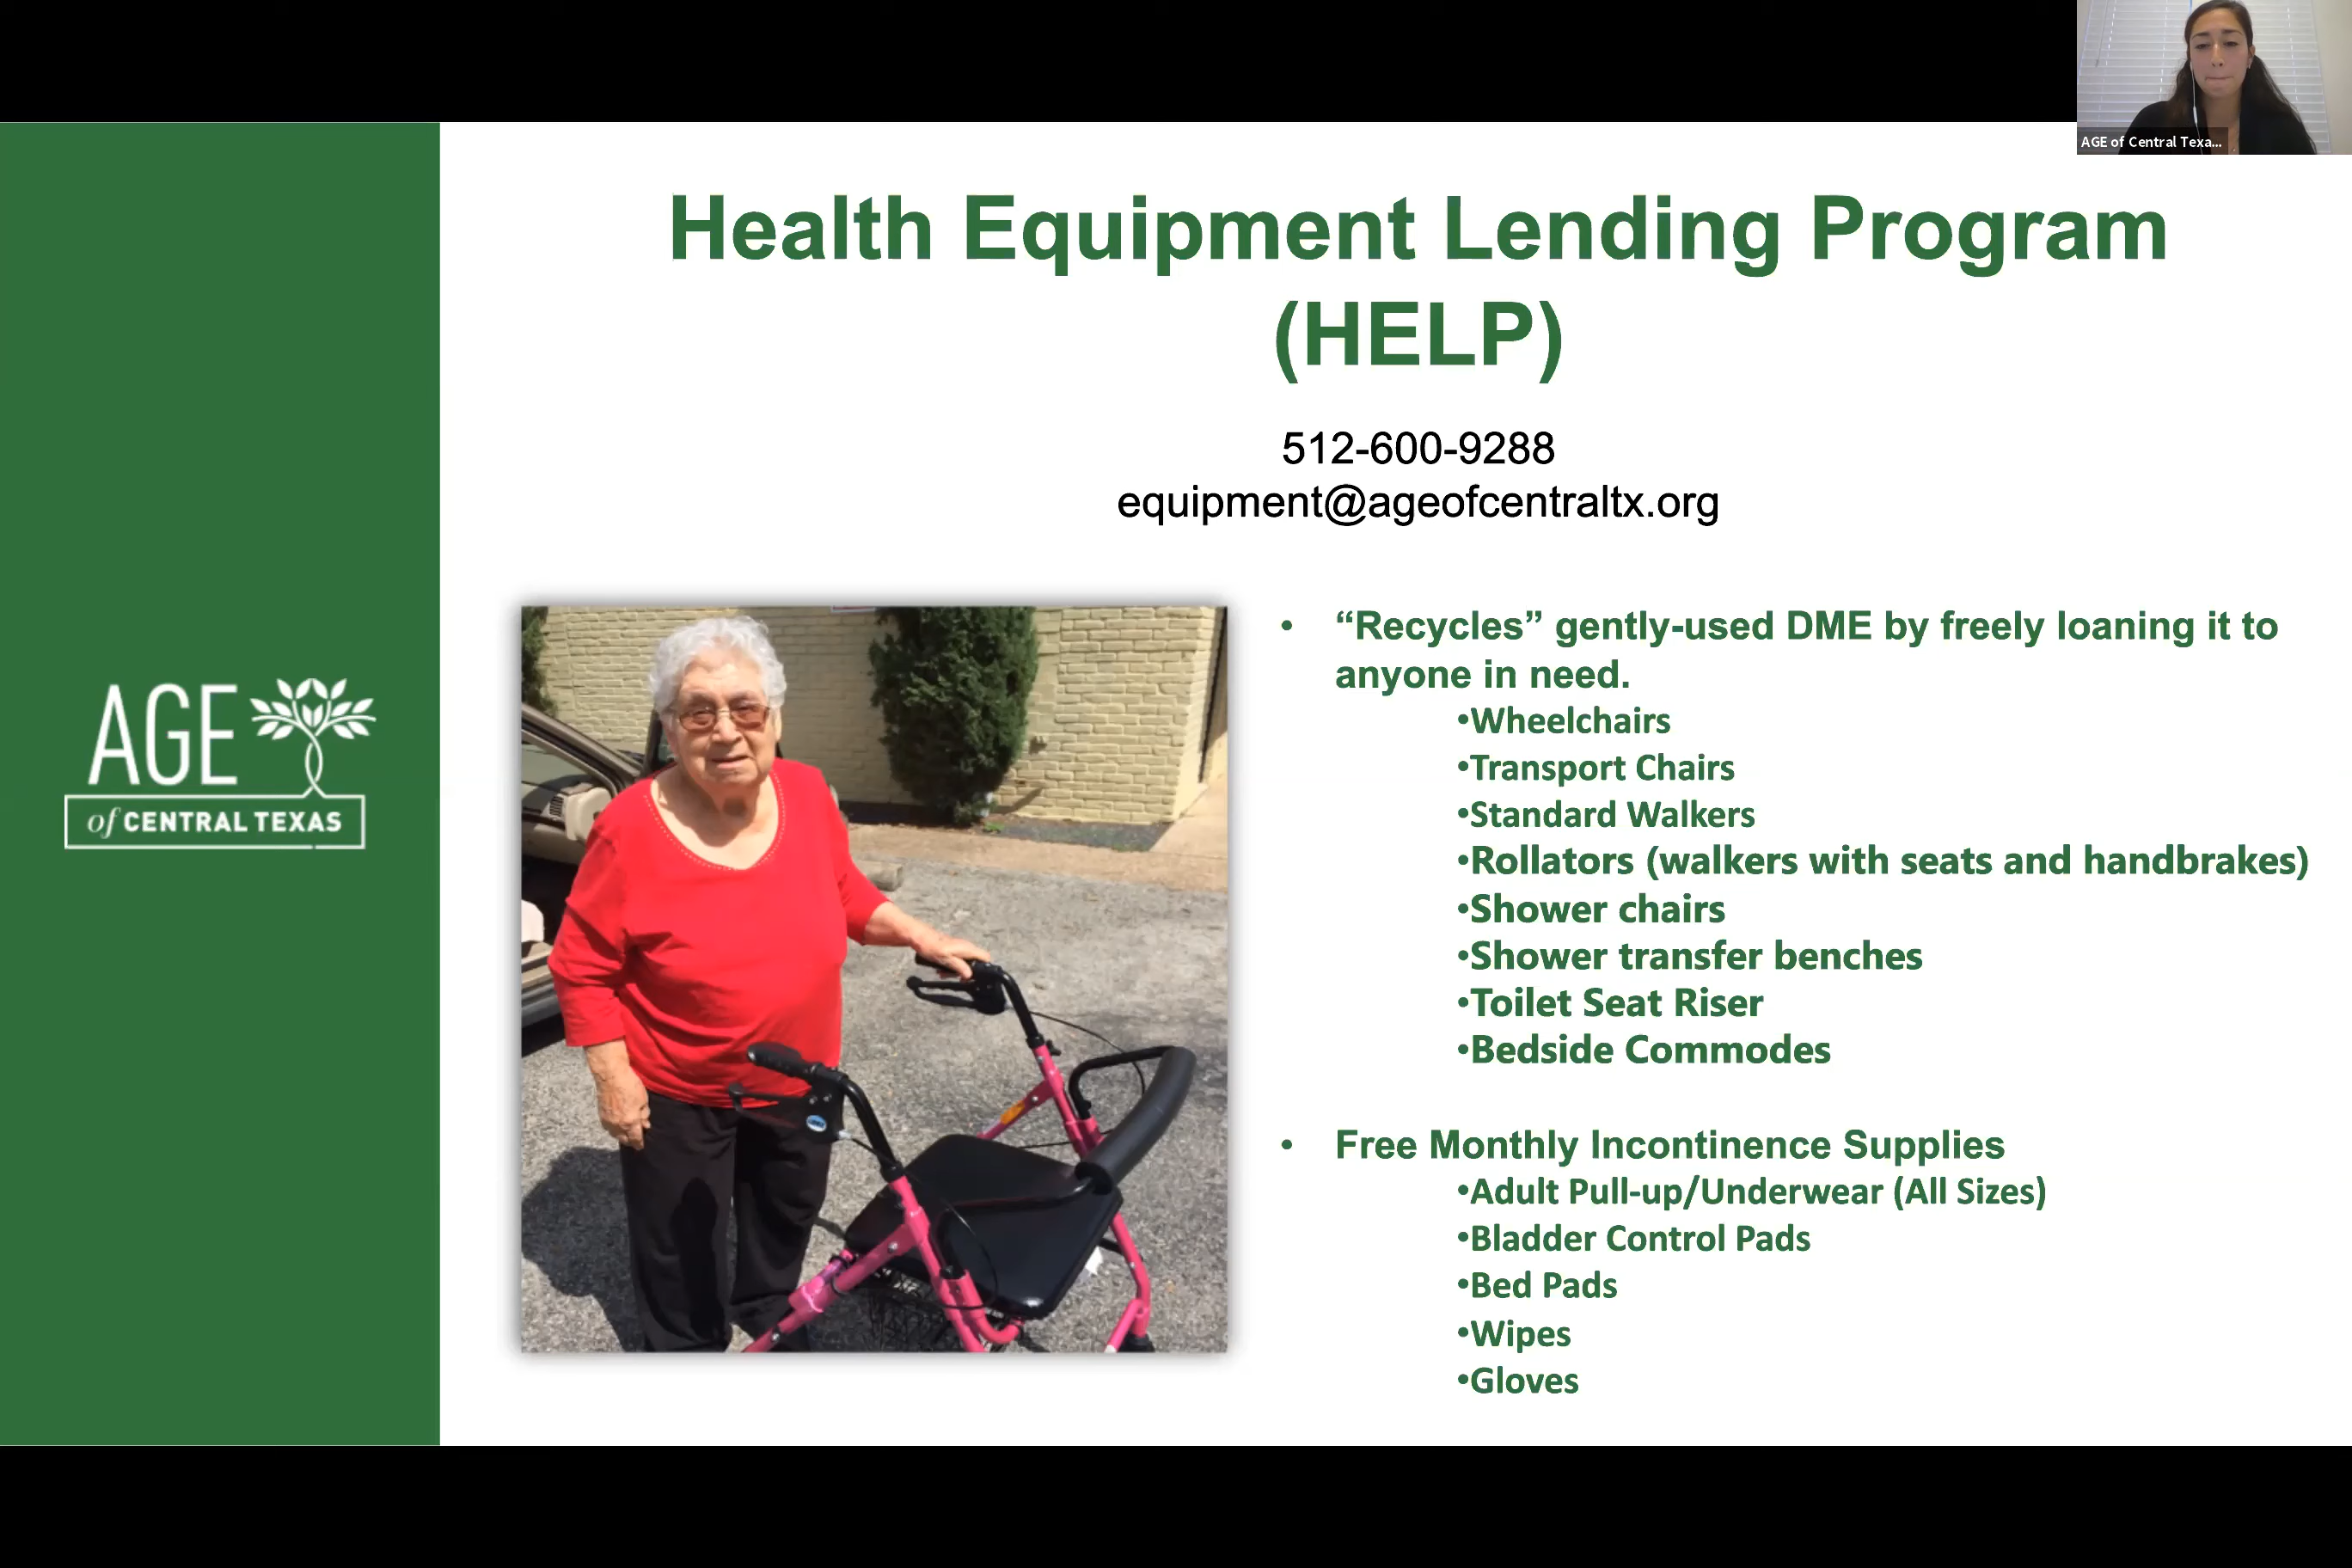 AGE of Central Texa...
Health Equipment Lending Program
(HELP)
512-600-9288
equipment@ageofcentraltx.org
AGE
of CENTRAL TEXAS
• “Recycles” gently-used DME by freely loaning it to
anyone in need.
•Wheelchairs
•Transport Chairs
•Standard Walkers
•Rollators (walkers with seats and handbrakes)
•Shower chairs
•Shower transfer benches
•Toilet Seat Riser
•Bedside Commodes
• Free Monthly Incontinence Supplies
•Adult Pull-up/Underwear (All Sizes)
•Bladder Control Pads
•Bed Pads
•Wipes
•Gloves